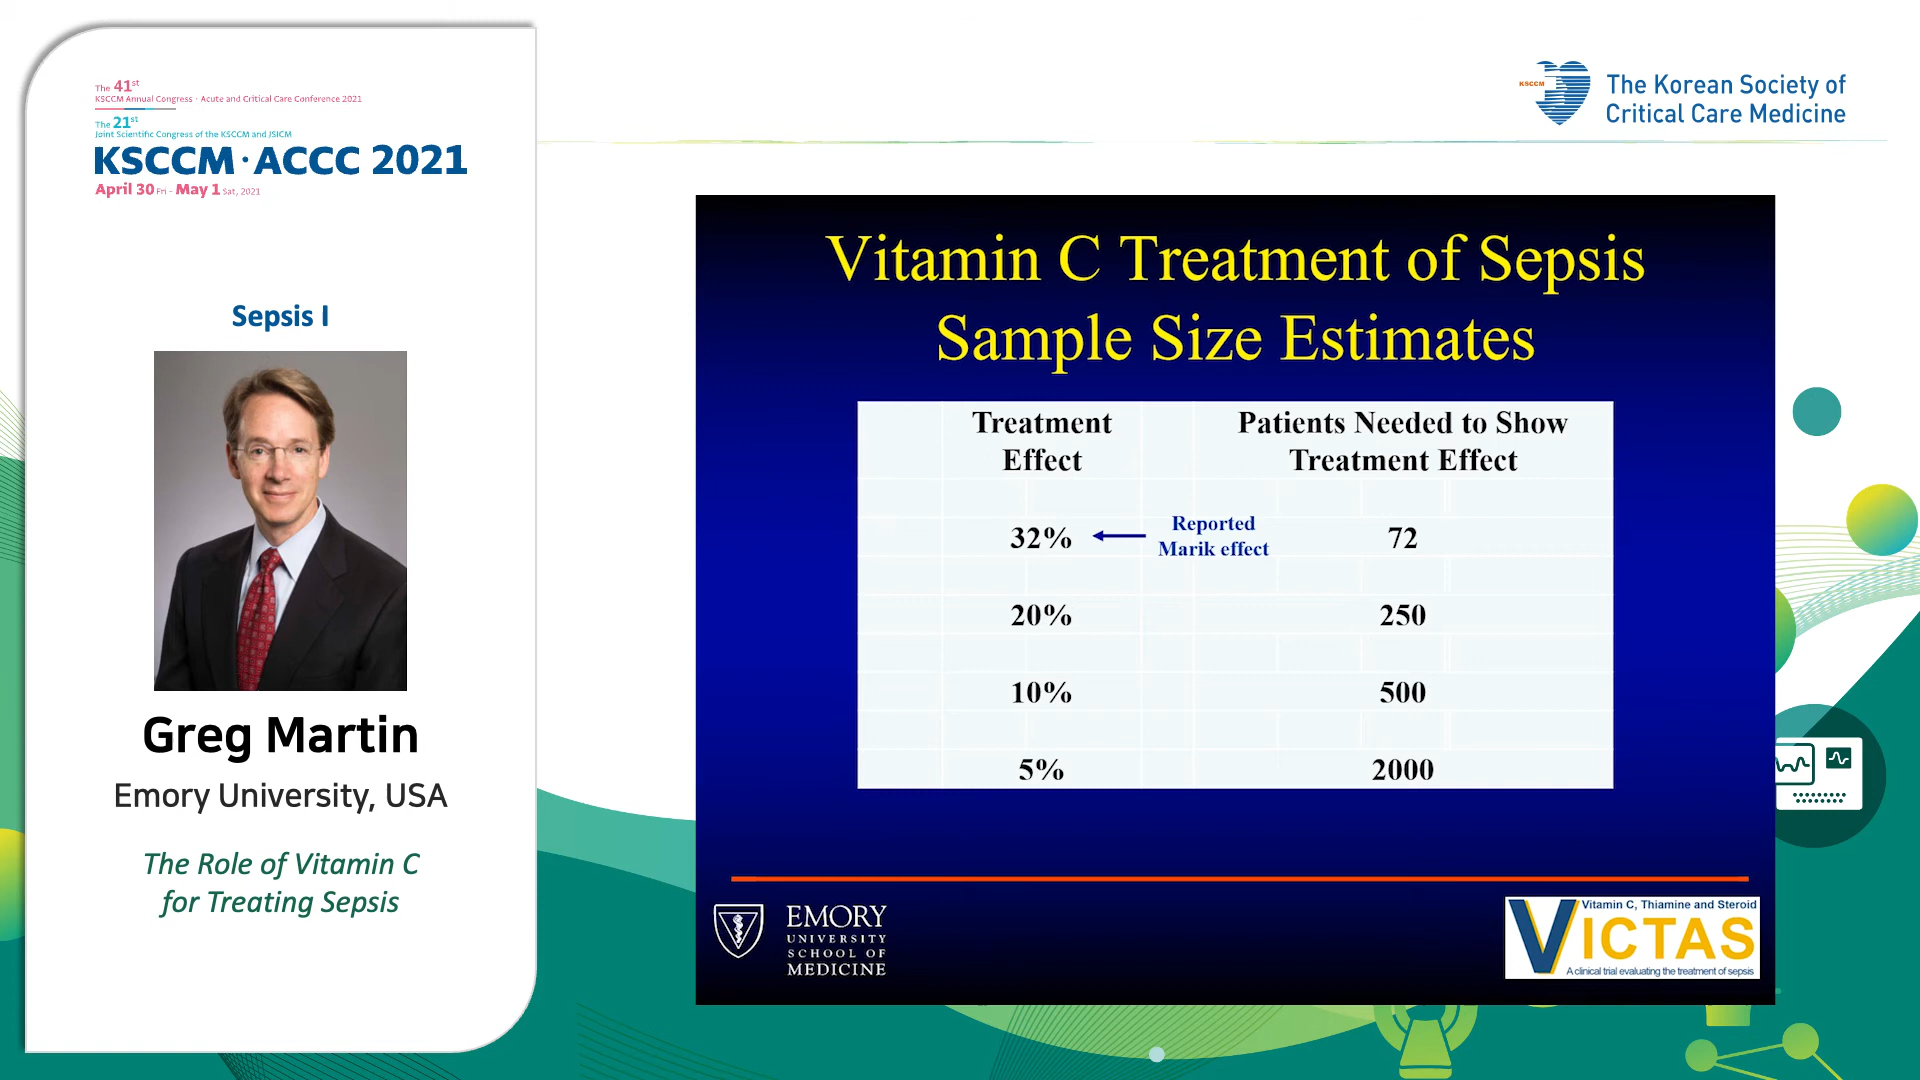 The 41st
KSCCM Annual Congress - Acute and Critical Care Conference 2021
The 21st
Joint Scientific Congress of the KSCCM and JSICM
KSCCM·ACCC 2021
April 30 Fri - May 1 Sat, 2021
Sepsis I
Greg Martin
Emory University, USA
The Role of Vitamin C
for Treating Sepsis
KSCCM
The Korean Society of
Critical Care Medicine
Vitamin C Treatment of Sepsis
Sample Size Estimates
Treatment Effect
Patients Needed to Show Treatment Effect
32%
Reported
Marik effect
72
20% 250
10% 500
5% 2000
EMORY
UNIVERSITY
SCHOOL OF
MEDICINE
Vitamin C, Thiamine and Steroid
VICTAS
A clinical trial evaluating the treatment of sepsis